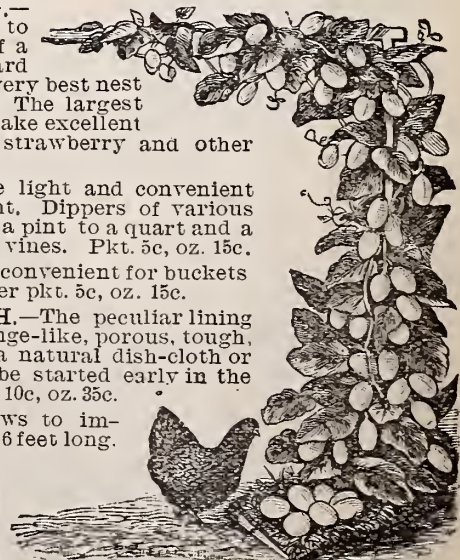 .—
to
f a
ard
very best nest
The largest
ake excellent
strawberry and other
e light and convenient
nt. Dippers of various
a pint to a quart and a
vines. Pkt. 5c, oz. 15c.
convenient for buckets
er pkt. 5c, oz. 15c.
H.—The peculiar lining
nge-like, porous, tough,
a natural dish-cloth or
be started early in the
10c, oz. 35c.
ws to im-
6 feet long.